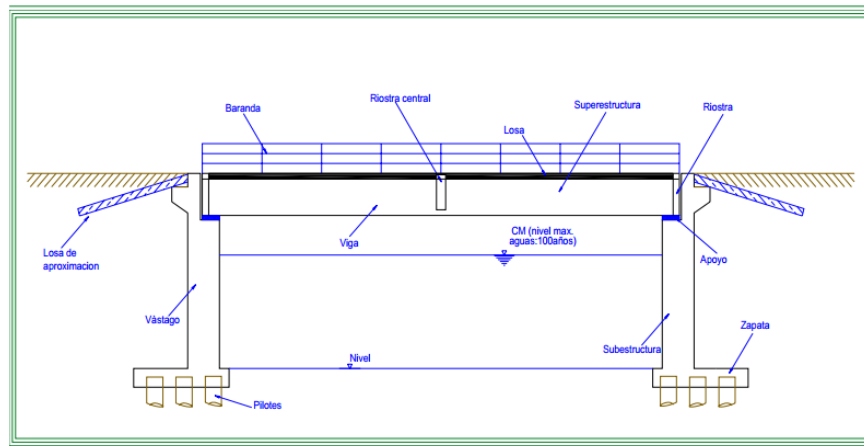 Riostra central
Baranda
Superestructura
Riostra
Losa
CM (nivel max.
aguas:100años)
Viga
Losa de
aproximacion
Apoyo
Vástago
Zapata
Subestructura
Nivel
Pilotes